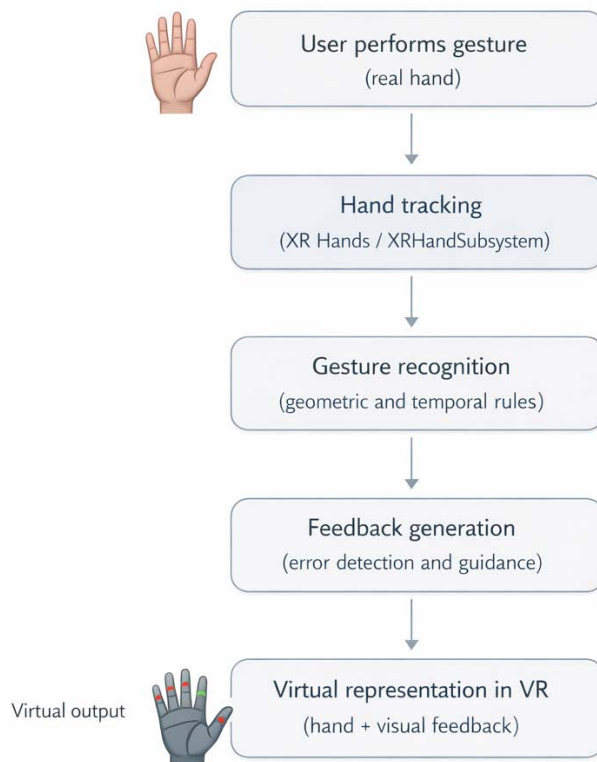 User performs gesture
(real hand)
Hand tracking
(XR Hands / XRHandSubsystem)
Gesture recognition
(geometric and temporal rules)
Feedback generation
(error detection and guidance)
Virtual output
Virtual representation in VR
(hand + visual feedback)